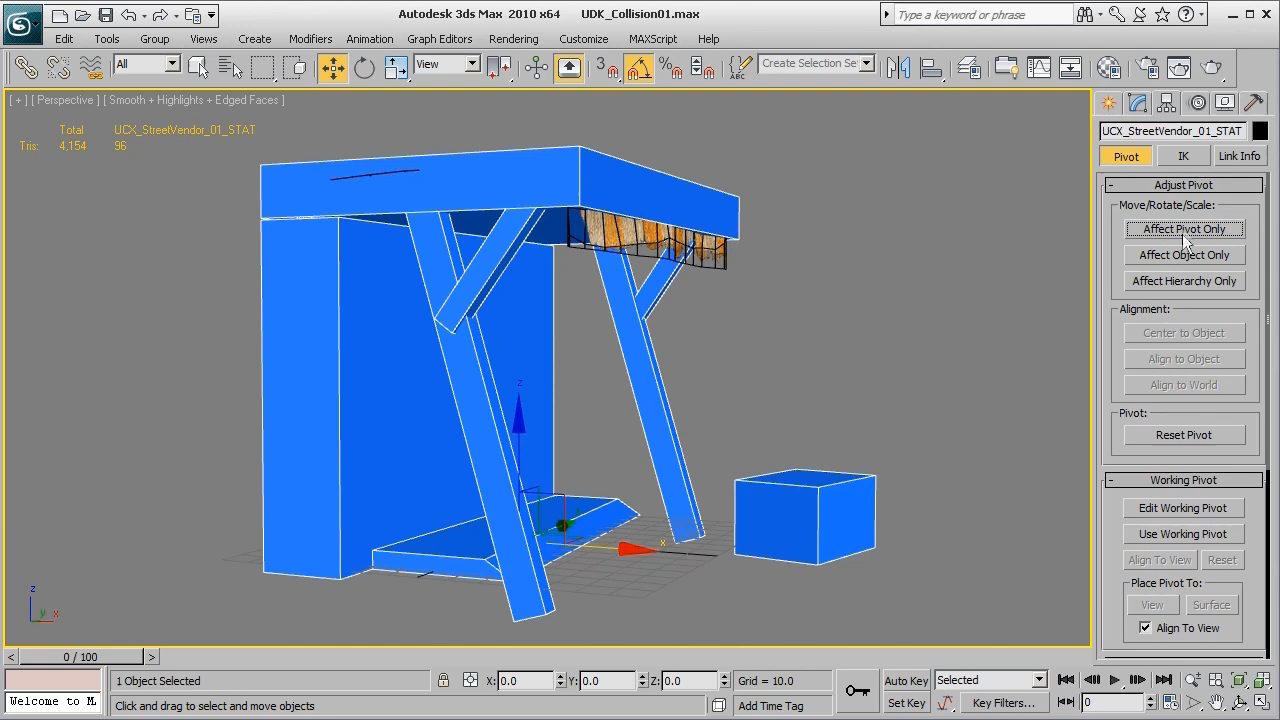 Autodesk 3ds Max 2010 x64 UDK_Collision01.max
Type a keyword or phrase
Edit Tools Group Views Create Modifiers Animation Graph Editors Rendering Customize MAXScript Help
All View 3 Create Selection Se
[ + ] [ Perspective ] [ Smooth + Highlights + Edged Faces ]
Total UCX_StreetVendor_01_STAT
Tris: 4,154 96
UCX_StreetVendor_01_STAT
Pivot IK Link Info
- Adjust Pivot
Move/Rotate/Scale:
Affect Pivot Only
Affect Object Only
Affect Hierarchy Only
Alignment:
Center to Object
Align to Object
Align to World
Pivot:
Reset Pivot
- Working Pivot
Edit Working Pivot
Use Working Pivot
Align To View Reset
Place Pivot To:
View Surface
Align To View
z
x
z
y x
< 0 / 100 >
1 Object Selected X: 0.0 Y: 0.0 Z: 0.0 Grid = 10.0 Auto Key Selected
Welcome to M Click and drag to select and move objects Add Time Tag Set Key Key Filters... 0